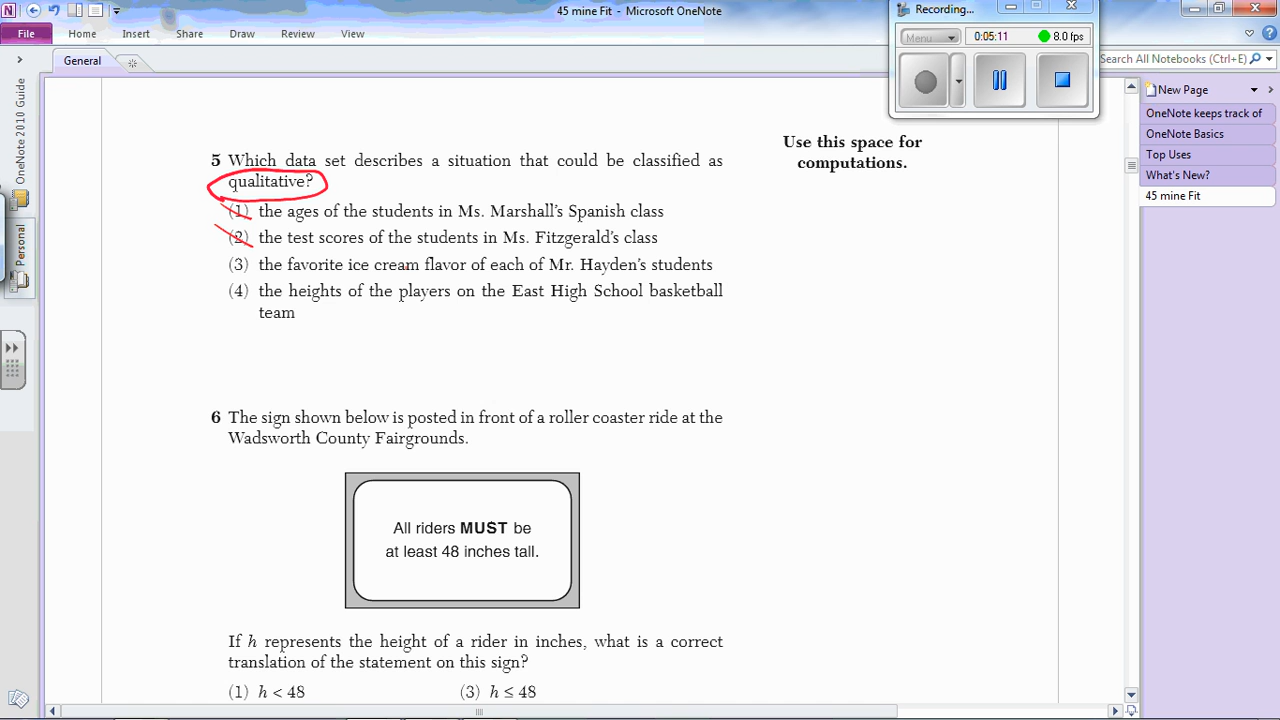 45 mine Fit - Microsoft OneNote
Recording...
File Home Insert Share Draw Review View
Menu 0:05:11 8.0 fps
General
Search All Notebooks (Ctrl+E)
New Page
OneNote keeps track of
OneNote Basics
Top Uses
What's New?
45 mine Fit
OneNote 2010 Guide
Personal
Use this space for
computations.
5 Which data set describes a situation that could be classified as
qualitative?
(1) the ages of the students in Ms. Marshall's Spanish class
(2) the test scores of the students in Ms. Fitzgerald's class
(3) the favorite ice cream flavor of each of Mr. Hayden's students
(4) the heights of the players on the East High School basketball
team
6 The sign shown below is posted in front of a roller coaster ride at the
Wadsworth County Fairgrounds.
All riders MUST be
at least 48 inches tall.
If h represents the height of a rider in inches, what is a correct
translation of the statement on this sign?
(1) h < 48 (3) h ≤ 48